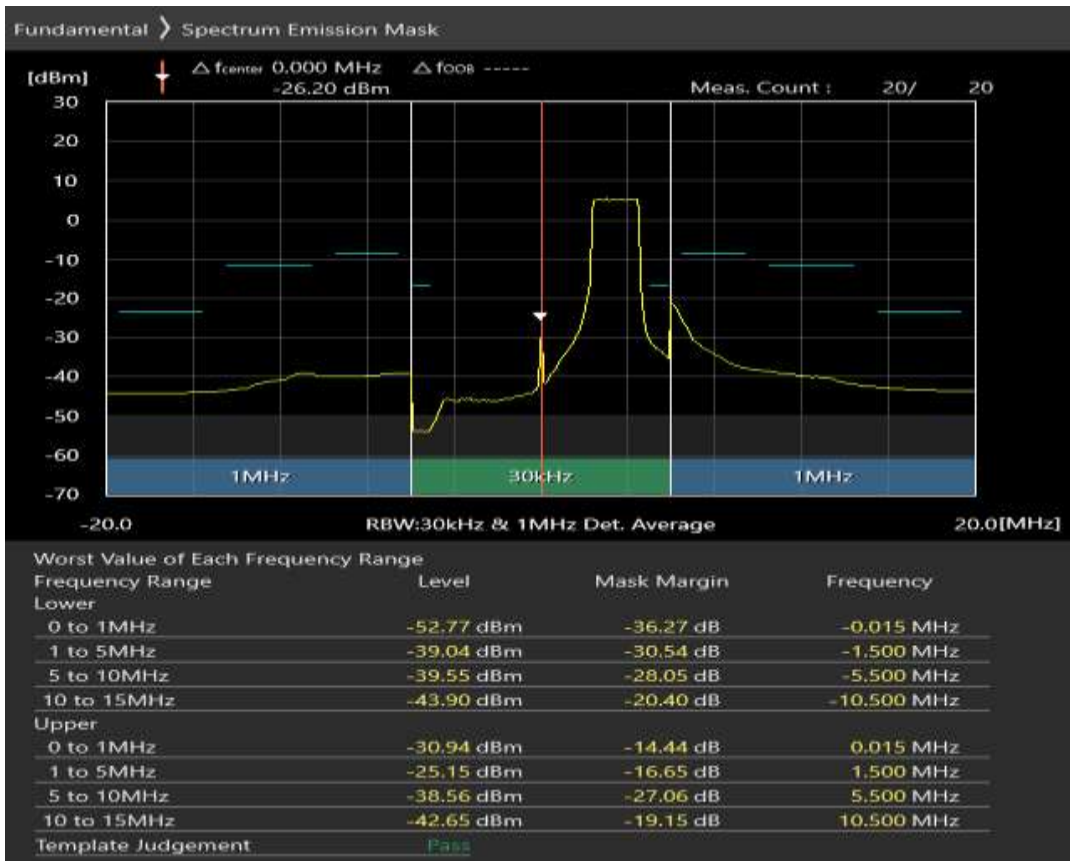 Fundamental 〉 Spectrum Emission Mask
[dBm] △ fcenter 0.000 MHz △ fOOB -----
-26.20 dBm Meas. Count : 20/ 20
30
20
10
0
-10
-20
-30
-40
-50
-60
1MHz 30kHz 1MHz
-70
-20.0 RBW:30kHz & 1MHz Det. Average 20.0[MHz]
Worst Value of Each Frequency Range
Frequency Range Level Mask Margin Frequency
Lower
0 to 1MHz -52.77 dBm -36.27 dB -0.015 MHz
1 to 5MHz -39.04 dBm -30.54 dB -1.500 MHz
5 to 10MHz -39.55 dBm -28.05 dB -5.500 MHz
10 to 15MHz -43.90 dBm -20.40 dB -10.500 MHz
Upper
0 to 1MHz -30.94 dBm -14.44 dB 0.015 MHz
1 to 5MHz -25.15 dBm -16.65 dB 1.500 MHz
5 to 10MHz -38.56 dBm -27.06 dB 5.500 MHz
10 to 15MHz -42.65 dBm -19.15 dB 10.500 MHz
Template Judgement Pass